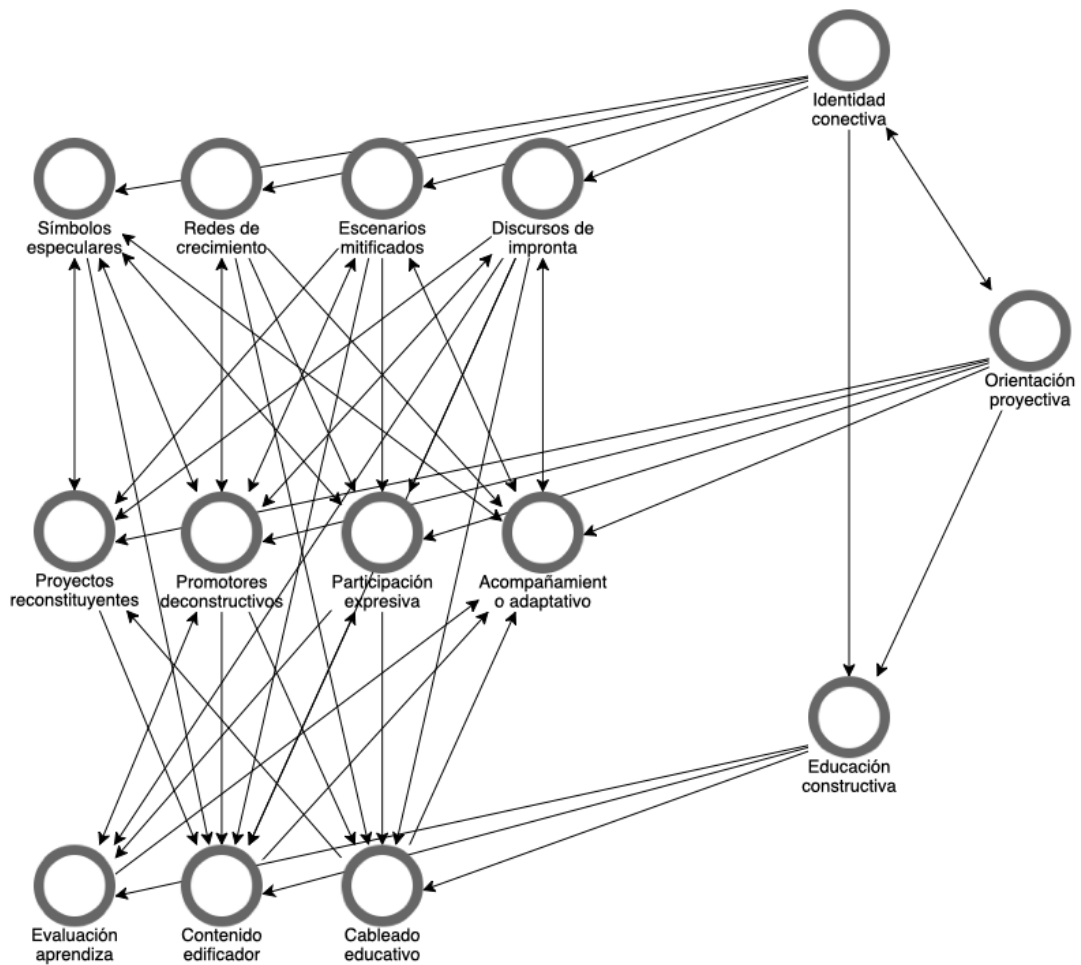 Identidad
conectiva
Símbolos
especulares
Redes de
crecimiento
Escenarios
mitificados
Discursos de
impronta
Orientación
proyectiva
Proyectos
reconstituyentes
Promotores
deconstructivos
Participación
expresiva
Acompañamient
o adaptativo
Educación
constructiva
Evaluación
aprendiza
Contenido
edificador
Cableado
educativo